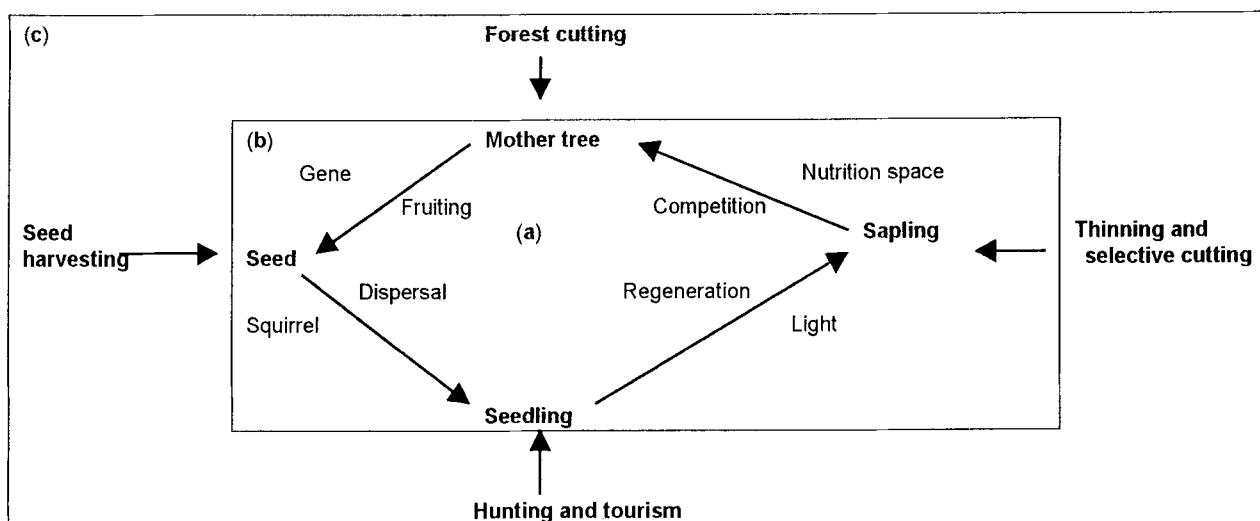 (c)
Forest cutting
(b)
Mother tree
Gene
Nutrition space
Fruiting
Competition
(a)
Seed
harvesting
Seed
Sapling
Thinning and
selective cutting
Dispersal
Regeneration
Squirrel
Light
Seedling
Hunting and tourism